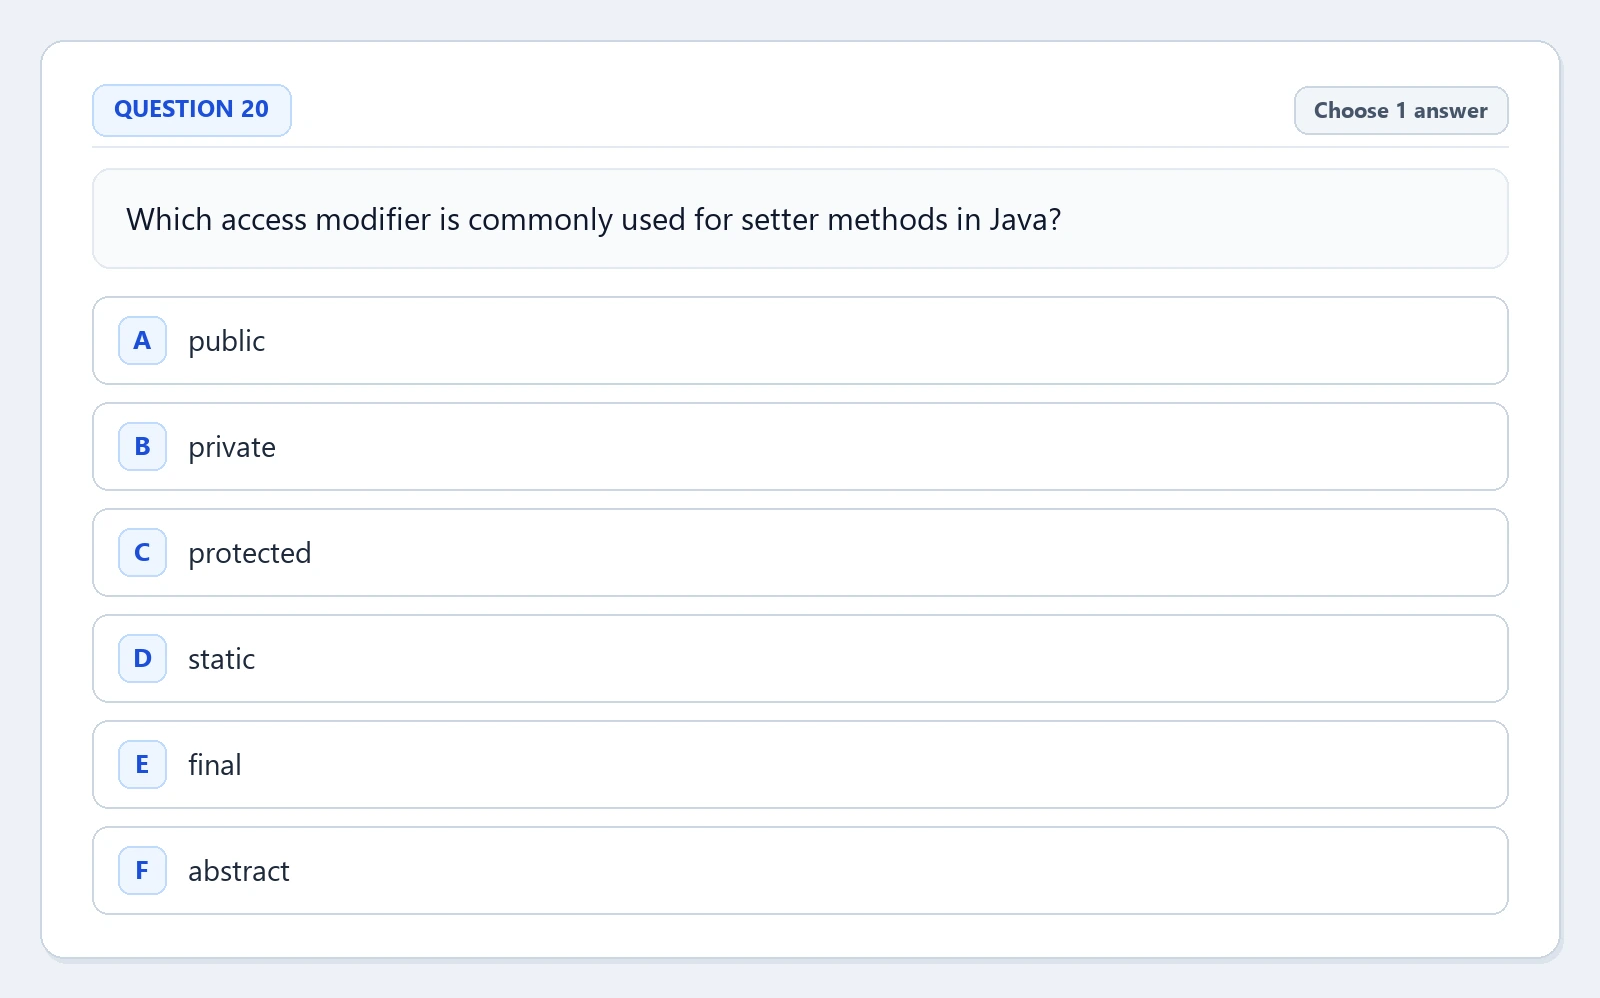 QUESTION 20
Choose 1 answer
Which access modifier is commonly used for setter methods in Java?
A public
B private
C protected
D static
E final
F abstract